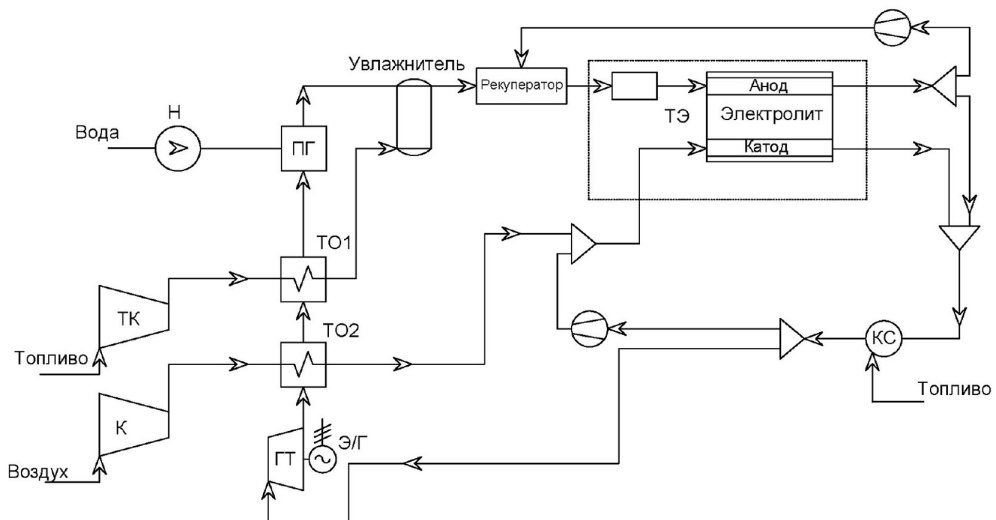 Увлажнитель
Рекуператор
Анод
ТЭ
Электролит
Катод
Н
Вода
ПГ
ТО1
ТК
Топливо
ТО2
КС
Топливо
К
Воздух
ГТ
Э/Г